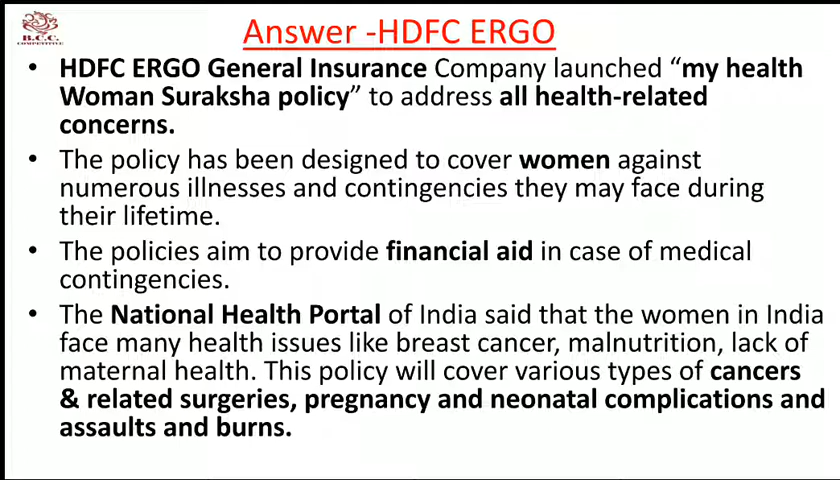 B.C.C.
COMPETITIVE
Answer -HDFC ERGO
• HDFC ERGO General Insurance Company launched “my health
Woman Suraksha policy” to address all health-related
concerns.
• The policy has been designed to cover women against
numerous illnesses and contingencies they may face during
their lifetime.
• The policies aim to provide financial aid in case of medical
contingencies.
• The National Health Portal of India said that the women in India
face many health issues like breast cancer, malnutrition, lack of
maternal health. This policy will cover various types of cancers
& related surgeries, pregnancy and neonatal complications and
assaults and burns.